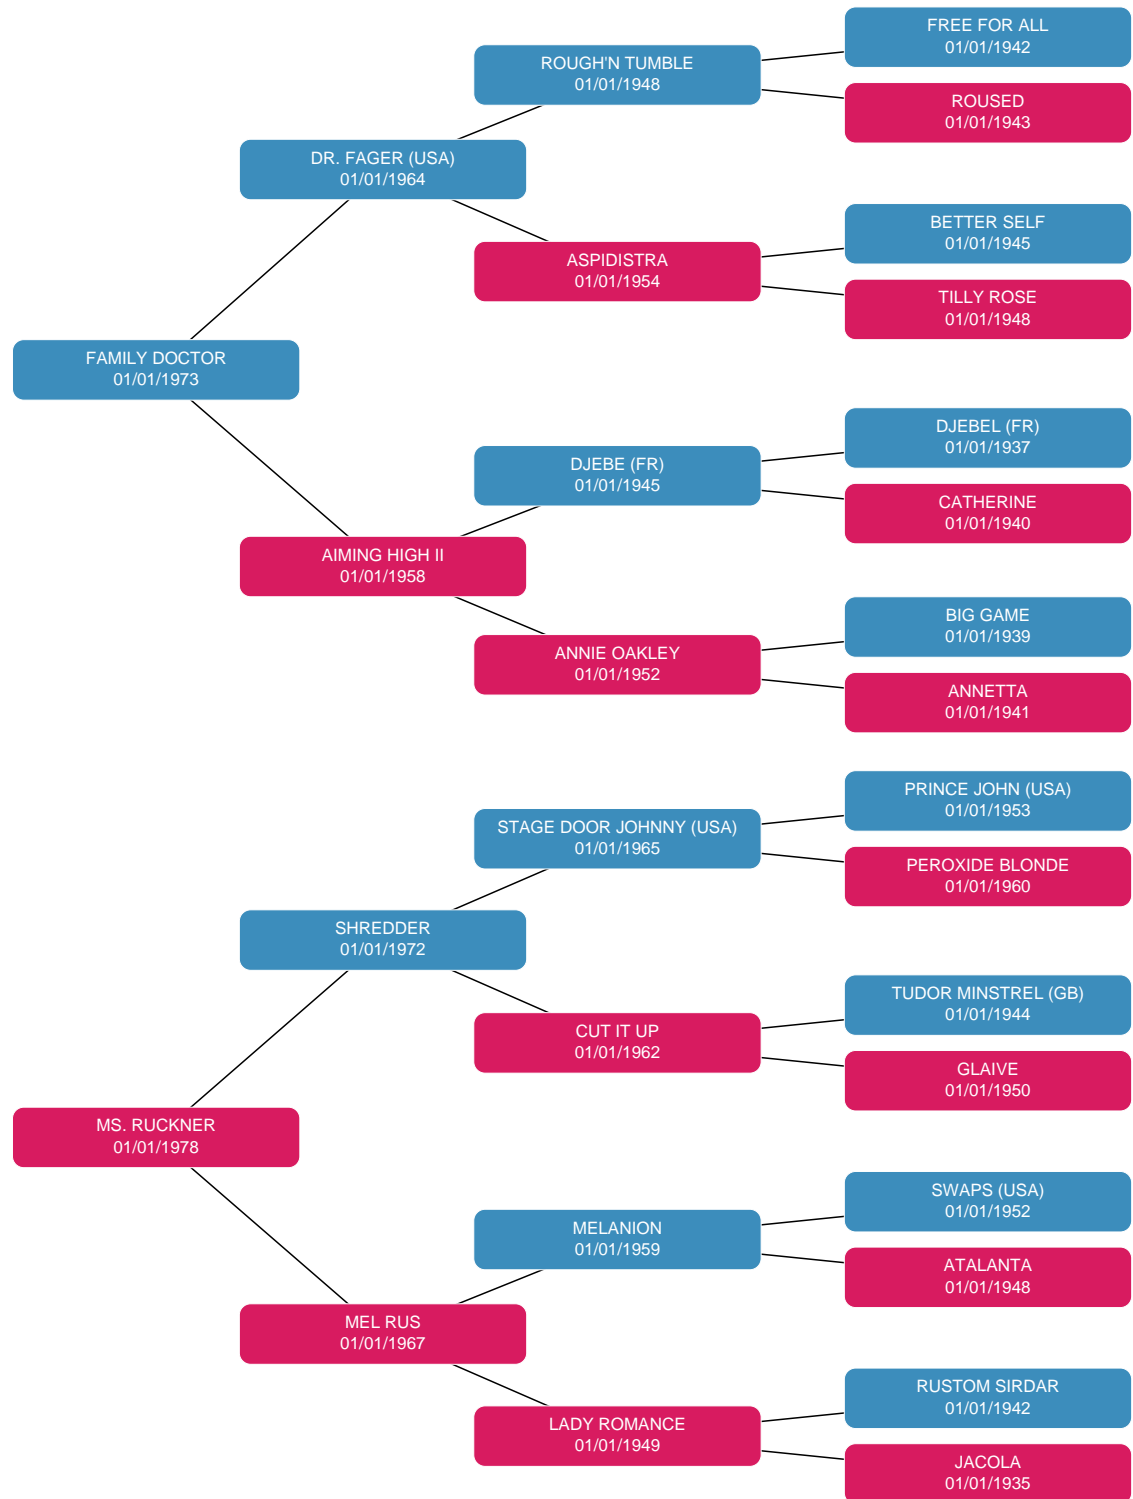 FREE FOR ALL
01/01/1942
ROUGH'N TUMBLE
01/01/1948
ROUSED
01/01/1943
DR. FAGER (USA)
01/01/1964
BETTER SELF
01/01/1945
ASPIDISTRA
01/01/1954
TILLY ROSE
01/01/1948
FAMILY DOCTOR
01/01/1973
DJEBEL (FR)
01/01/1937
DJEBE (FR)
01/01/1945
CATHERINE
01/01/1940
AIMING HIGH II
01/01/1958
BIG GAME
01/01/1939
ANNIE OAKLEY
01/01/1952
ANNETTA
01/01/1941
PRINCE JOHN (USA)
01/01/1953
STAGE DOOR JOHNNY (USA)
01/01/1965
PEROXIDE BLONDE
01/01/1960
SHREDDER
01/01/1972
TUDOR MINSTREL (GB)
01/01/1944
CUT IT UP
01/01/1962
GLAIVE
01/01/1950
MS. RUCKNER
01/01/1978
SWAPS (USA)
01/01/1952
MELANION
01/01/1959
ATALANTA
01/01/1948
MEL RUS
01/01/1967
RUSTOM SIRDAR
01/01/1942
LADY ROMANCE
01/01/1949
JACOLA
01/01/1935